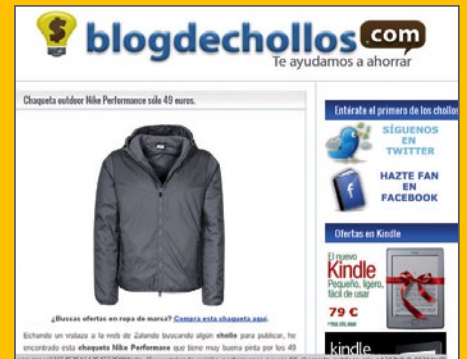 blogdechollos.com
Te ayudamos a ahorrar
Chaqueta outdoor Nike Performance sólo 49 euros.
¿Buscas ofertas en ropa de marca? Compra esta chaqueta aquí.
Echando un vistazo a la web de Zalando buscando algún chollo para publicar, he
encontrado esta chaqueta Nike Performace que tiene muy buena pinta por los 49
Entérate el primero de los chollos
SÍGUENOS
EN
TWITTER
HAZTE FAN
EN
FACEBOOK
Ofertas en Kindle
El nuevo
Kindle
Pequeño, ligero,
fácil de usar
79 €
kindle